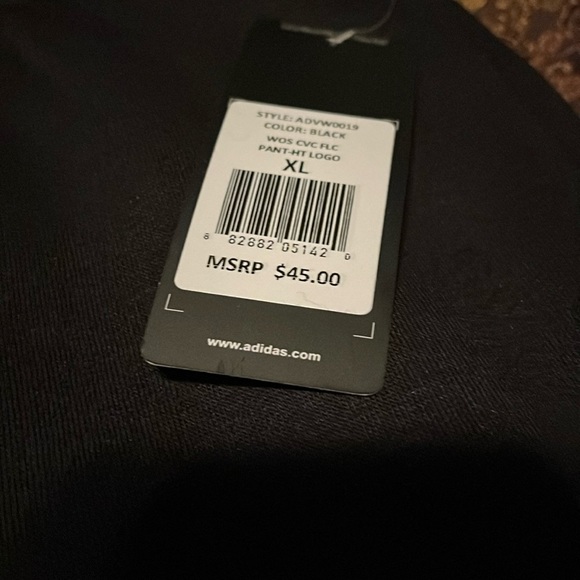 STYLE: ADVW0019
COLOR: BLACK
WOS CVC FLC
PANT-HT LOGO
XL
8 82882 05142 0
MSRP $45.00
www.adidas.com